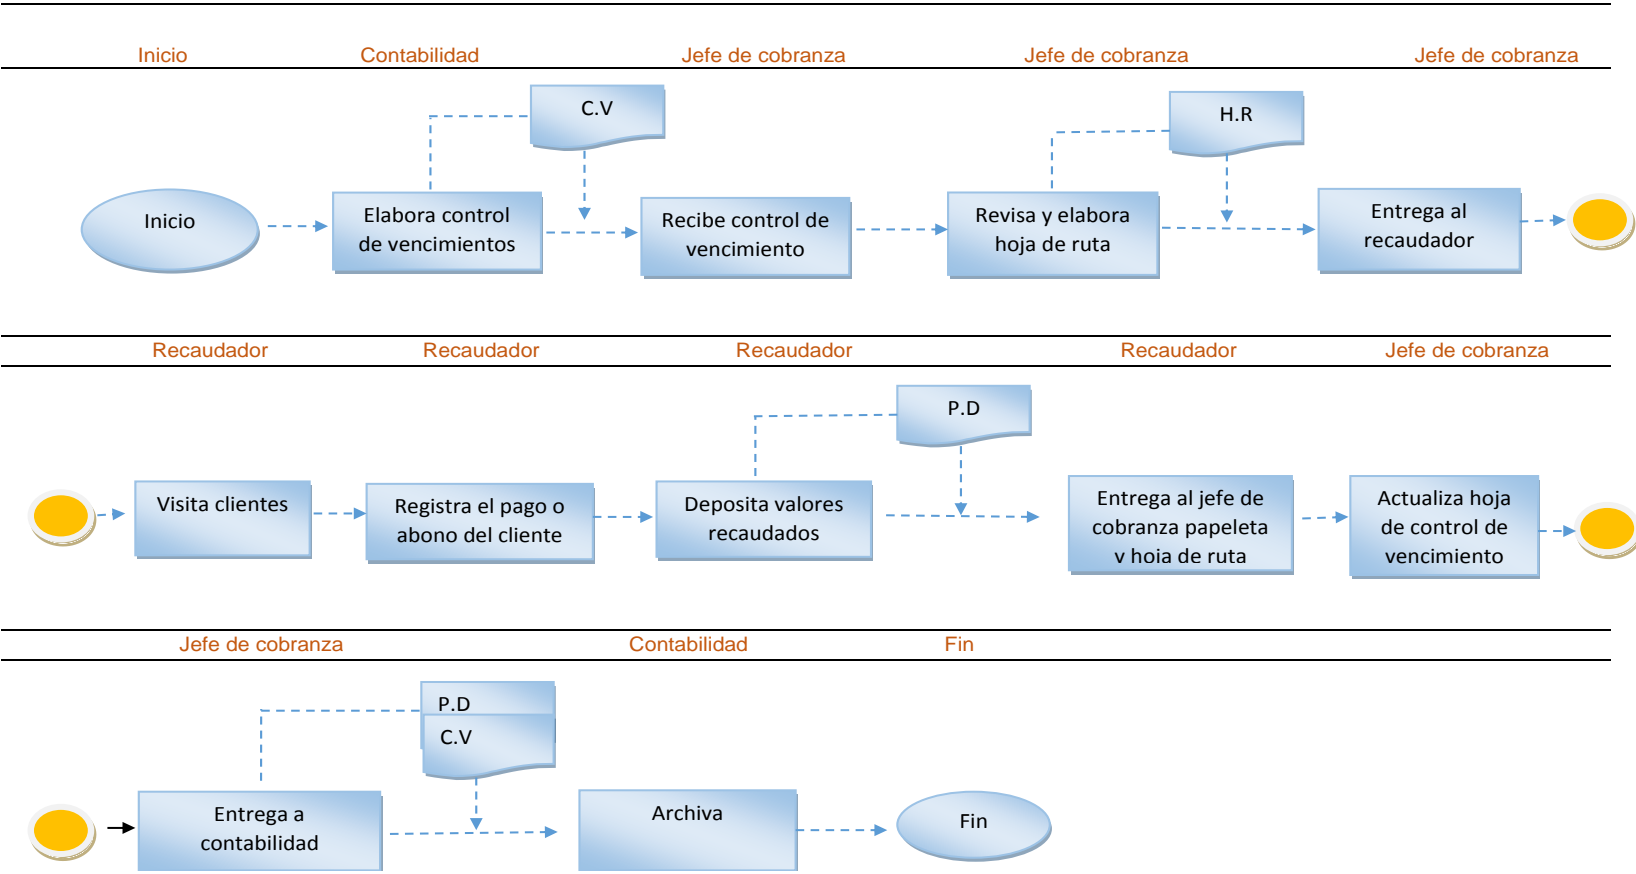 Inicio Contabilidad Jefe de cobranza Jefe de cobranza Jefe de cobranza
C.V
H.R
Inicio
Elabora control
de vencimientos
Recibe control de
vencimiento
Revisa y elabora
hoja de ruta
Entrega al
recaudador
Recaudador Recaudador Recaudador Recaudador Jefe de cobranza
P.D
Visita clientes
Registra el pago o
abono del cliente
Deposita valores
recaudados
Entrega al jefe de
cobranza papeleta
y hoja de ruta
Actualiza hoja
de control de
vencimiento
Jefe de cobranza Contabilidad Fin
P.D
C.V
Entrega a
contabilidad
Archiva
Fin